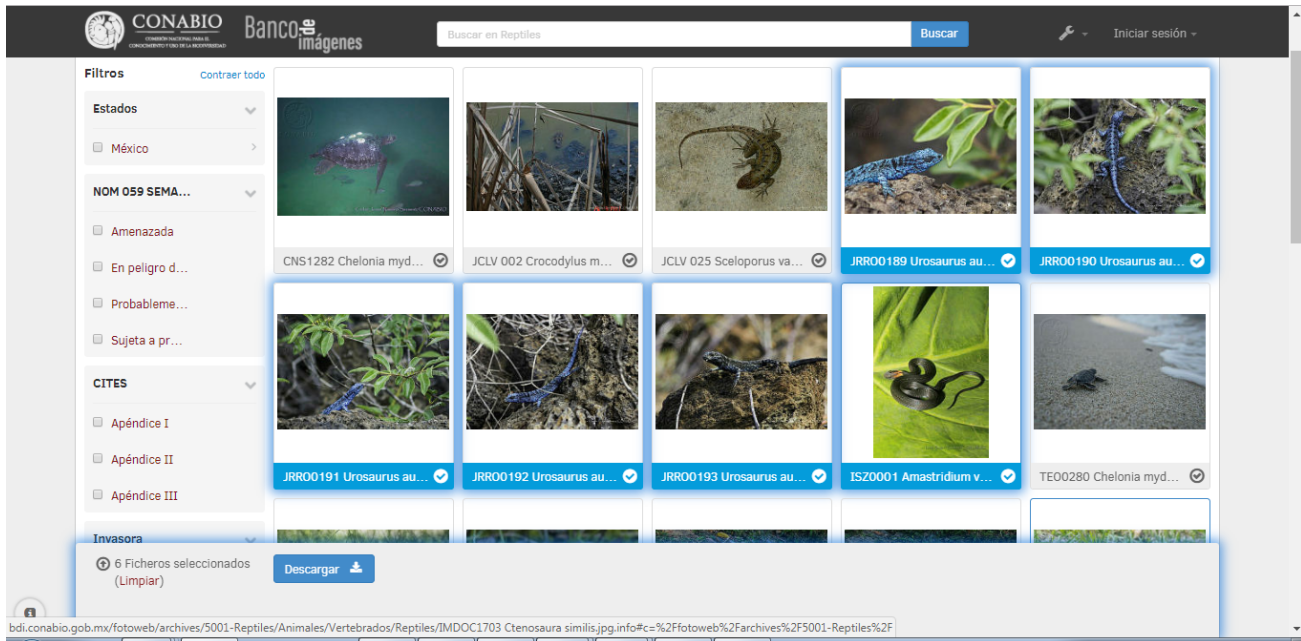 CONABIO
COMISIÓN NACIONAL PARA EL
CONOCIMIENTO Y USO DE LA BIODIVERSIDAD
Banco de imágenes
Buscar en Reptiles
Buscar
Iniciar sesión
Filtros
Contraer todo
Estados
México
NOM 059 SEMA...
Amenazada
En peligro d...
Probableme...
Sujeta a pr...
CITES
Apéndice I
Apéndice II
Apéndice III
Invasora
CNS1282 Chelonia myd...
JCLV 002 Crocodylus m...
JCLV 025 Sceloporus va...
JRRO0189 Urosaurus au...
JRRO0190 Urosaurus au...
JRRO0191 Urosaurus au...
JRRO0192 Urosaurus au...
JRRO0193 Urosaurus au...
ISZ0001 Amastridium v...
TEO0280 Chelonia myd...
6 Ficheros seleccionados
(Limpiar)
Descargar
bdi.conabio.gob.mx/fotoweb/archives/5001-Reptiles/Animales/Vertebrados/Reptiles/IMDOC1703 Ctenosaura similis.jpg.info#c=%2Ffotoweb%2Farchives%2F5001-Reptiles%2F